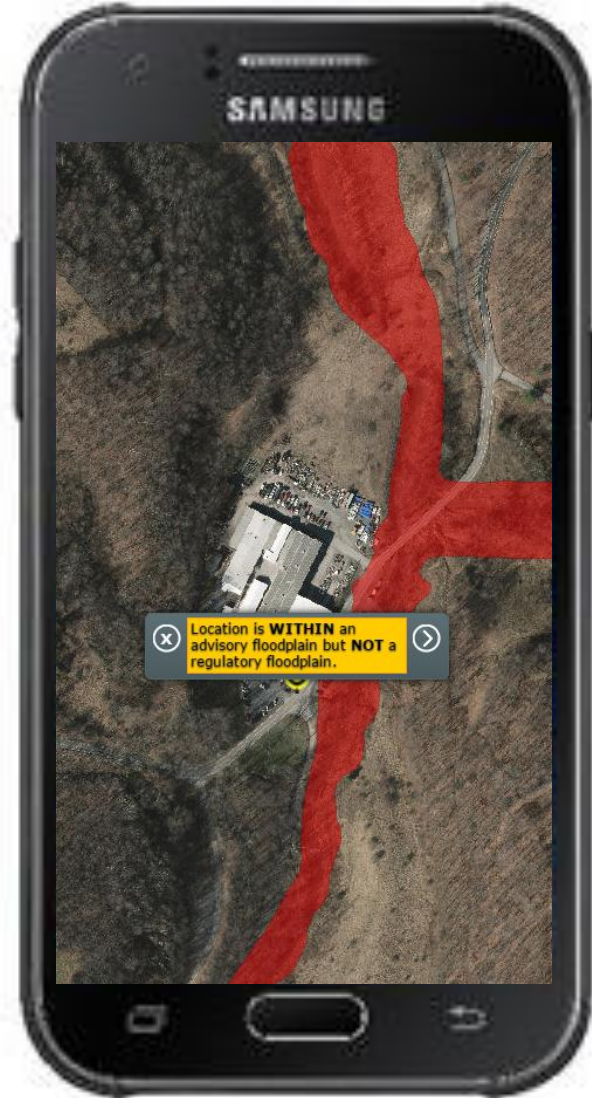 SAMSUNG
Location is WITHIN an
advisory floodplain but NOT a
regulatory floodplain.